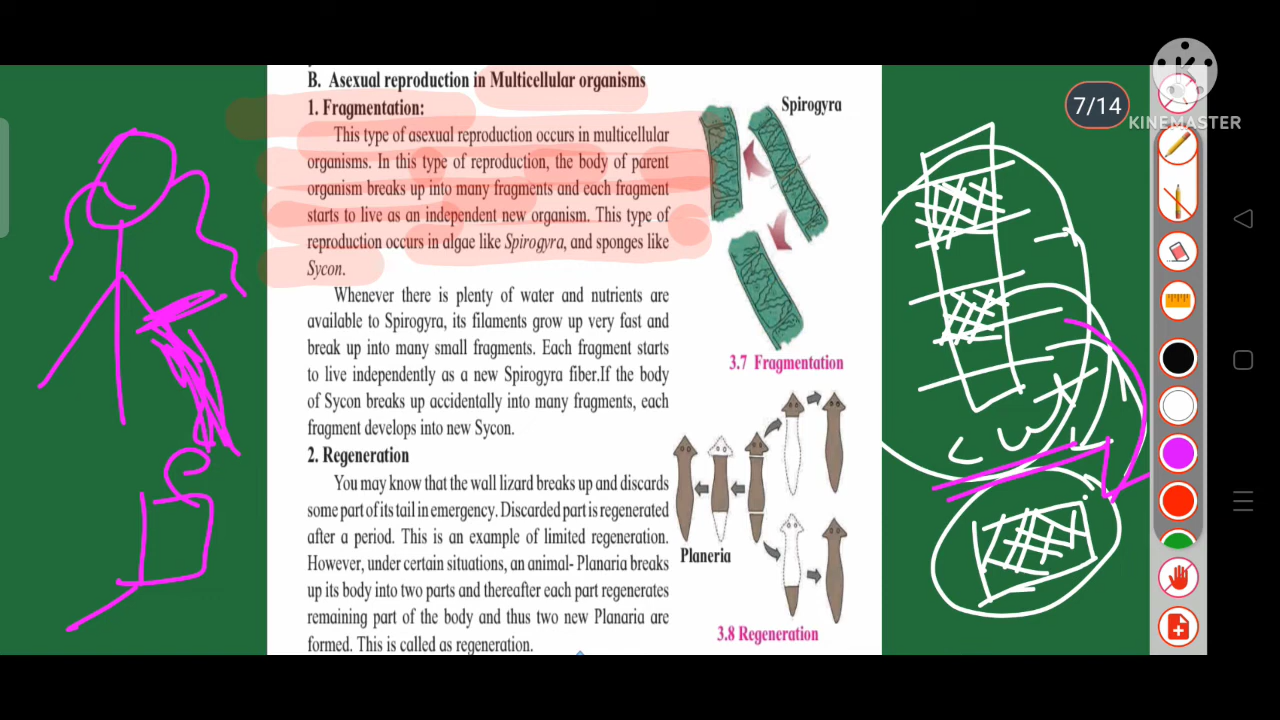 B. Asexual reproduction in Multicellular organisms
1. Fragmentation:
This type of asexual reproduction occurs in multicellular
organisms. In this type of reproduction, the body of parent
organism breaks up into many fragments and each fragment
starts to live as an independent new organism. This type of
reproduction occurs in algae like Spirogyra, and sponges like
Sycon.
Whenever there is plenty of water and nutrients are
available to Spirogyra, its filaments grow up very fast and
break up into many small fragments. Each fragment starts
to live independently as a new Spirogyra fiber.If the body
of Sycon breaks up accidentally into many fragments, each
fragment develops into new Sycon.
2. Regeneration
You may know that the wall lizard breaks up and discards
some part of its tail in emergency. Discarded part is regenerated
after a period. This is an example of limited regeneration.
However, under certain situations, an animal- Planaria breaks
up its body into two parts and thereafter each part regenerates
remaining part of the body and thus two new Planaria are
formed. This is called as regeneration.
Spirogyra
3.7 Fragmentation
Planeria
3.8 Regeneration
7/14
KINEMASTER